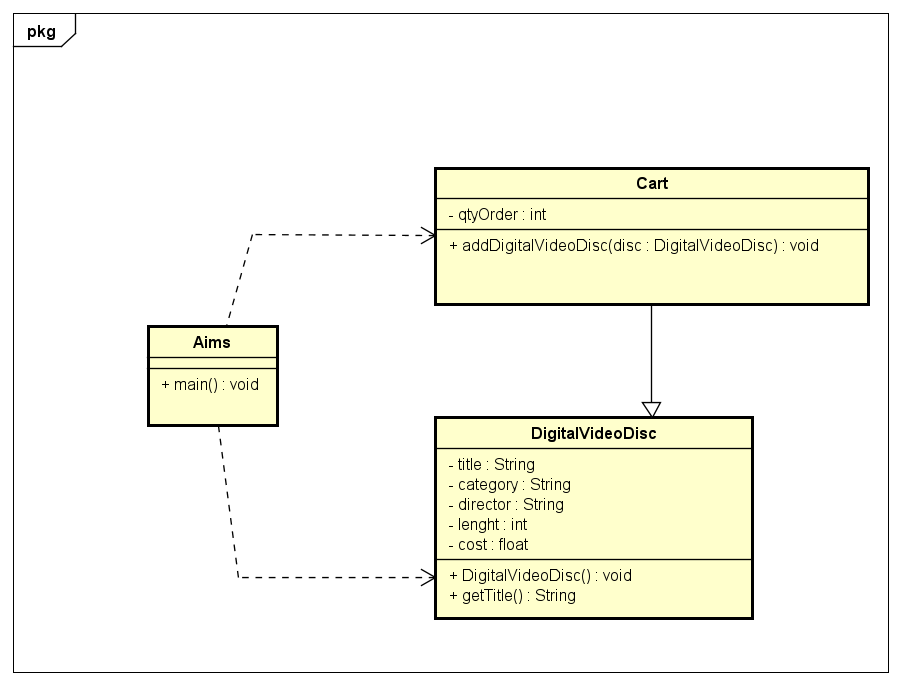 pkg
Cart
- qtyOrder : int
+ addDigitalVideoDisc(disc : DigitalVideoDisc) : void
Aims
+ main() : void
DigitalVideoDisc
- title : String
- category : String
- director : String
- lenght : int
- cost : float
+ DigitalVideoDisc() : void
+ getTitle() : String